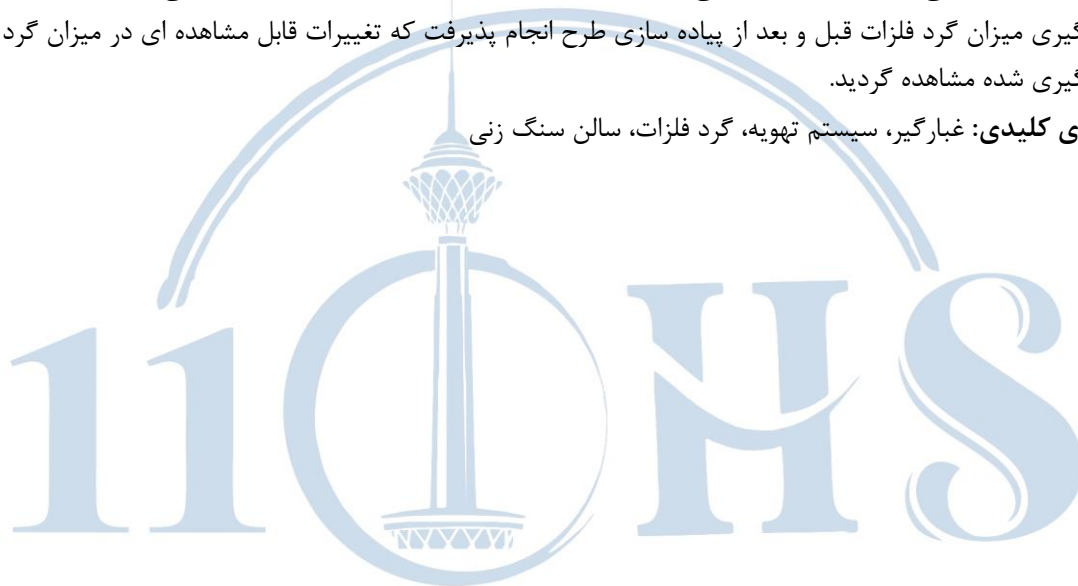 گیری میزان گرد فلزات قبل و بعد از پیاده سازی طرح انجام پذیرفت که تغییرات قابل مشاهده ای در میزان گرد
گیری شده مشاهده گردید.
ی کلیدی: غبارگیر، سیستم تهویه، گرد فلزات، سالن سنگ زنی
11OHS